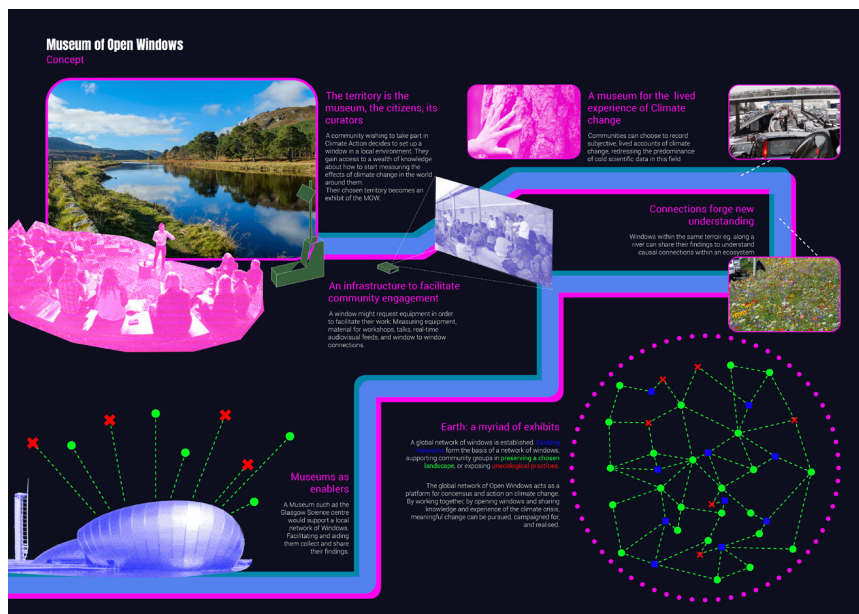 Museum of Open Windows
Concept
The territory is the
museum, the citizens, its
curators
A community wishing to take part in
Climate Action decides to set up a
window in a local environment. They
gain access to a wealth of knowledge
about how to start measuring the
effects of climate change in the world
around them.
Their chosen territory becomes an
exhibit of the MOW.
A museum for the lived
experience of Climate
change
Communities can choose to record
subjective, lived accounts of climate
change, redressing the predominance
of cold scientific data in this field
Connections forge new
understanding
Windows within the same terroir eg. along a
river can share their findings to understand
causal connections within an ecosystem
An infrastructure to facilitate
community engagement
A window might request equipment in order
to facilitate their work: Measuring equipment,
material for workshops, talks, real-time
audiovisual feeds, and window to window
connections.
Earth: a myriad of exhibits
A global network of windows is established. Existing
museums form the basis of a network of windows,
supporting community groups in preserving a chosen
landscape, or exposing unecological practices.
The global network of Open Windows acts as a
platform for concensus and action on climate change.
By working together, by opening windows and sharing
knowledge and experience of the climate crisis,
meaningful change can be pursued, campaigned for,
and realised.
Museums as
enablers
A Museum such as the
Glasgow Science centre
would support a local
network of Windows.
Facilitating and aiding
them collect and share
their findings.